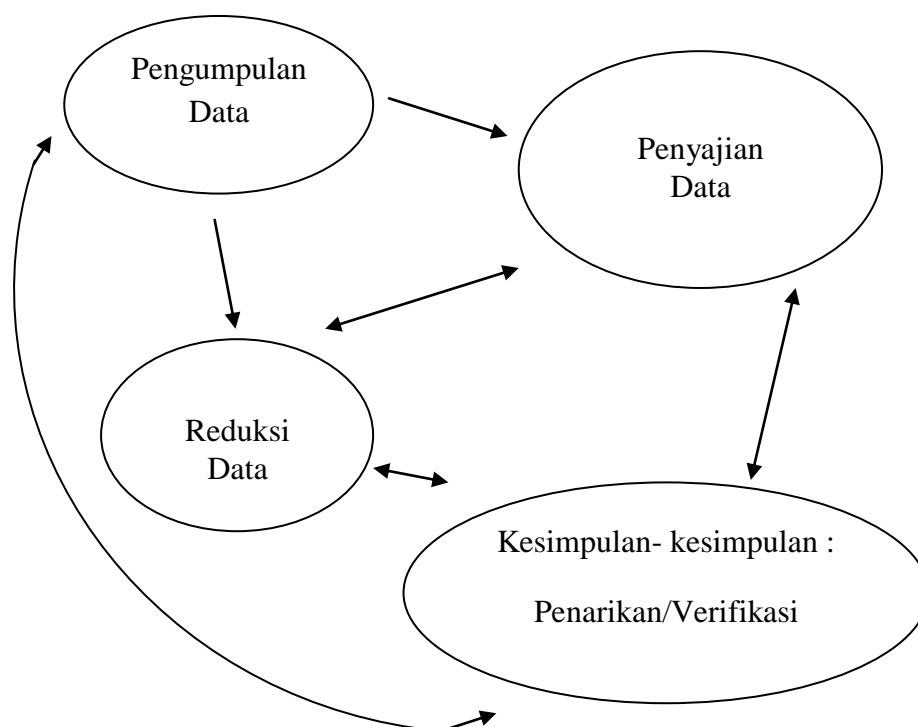 Pengumpulan
Data
Penyajian
Data
Reduksi
Data
Kesimpulan- kesimpulan :
Penarikan/Verifikasi